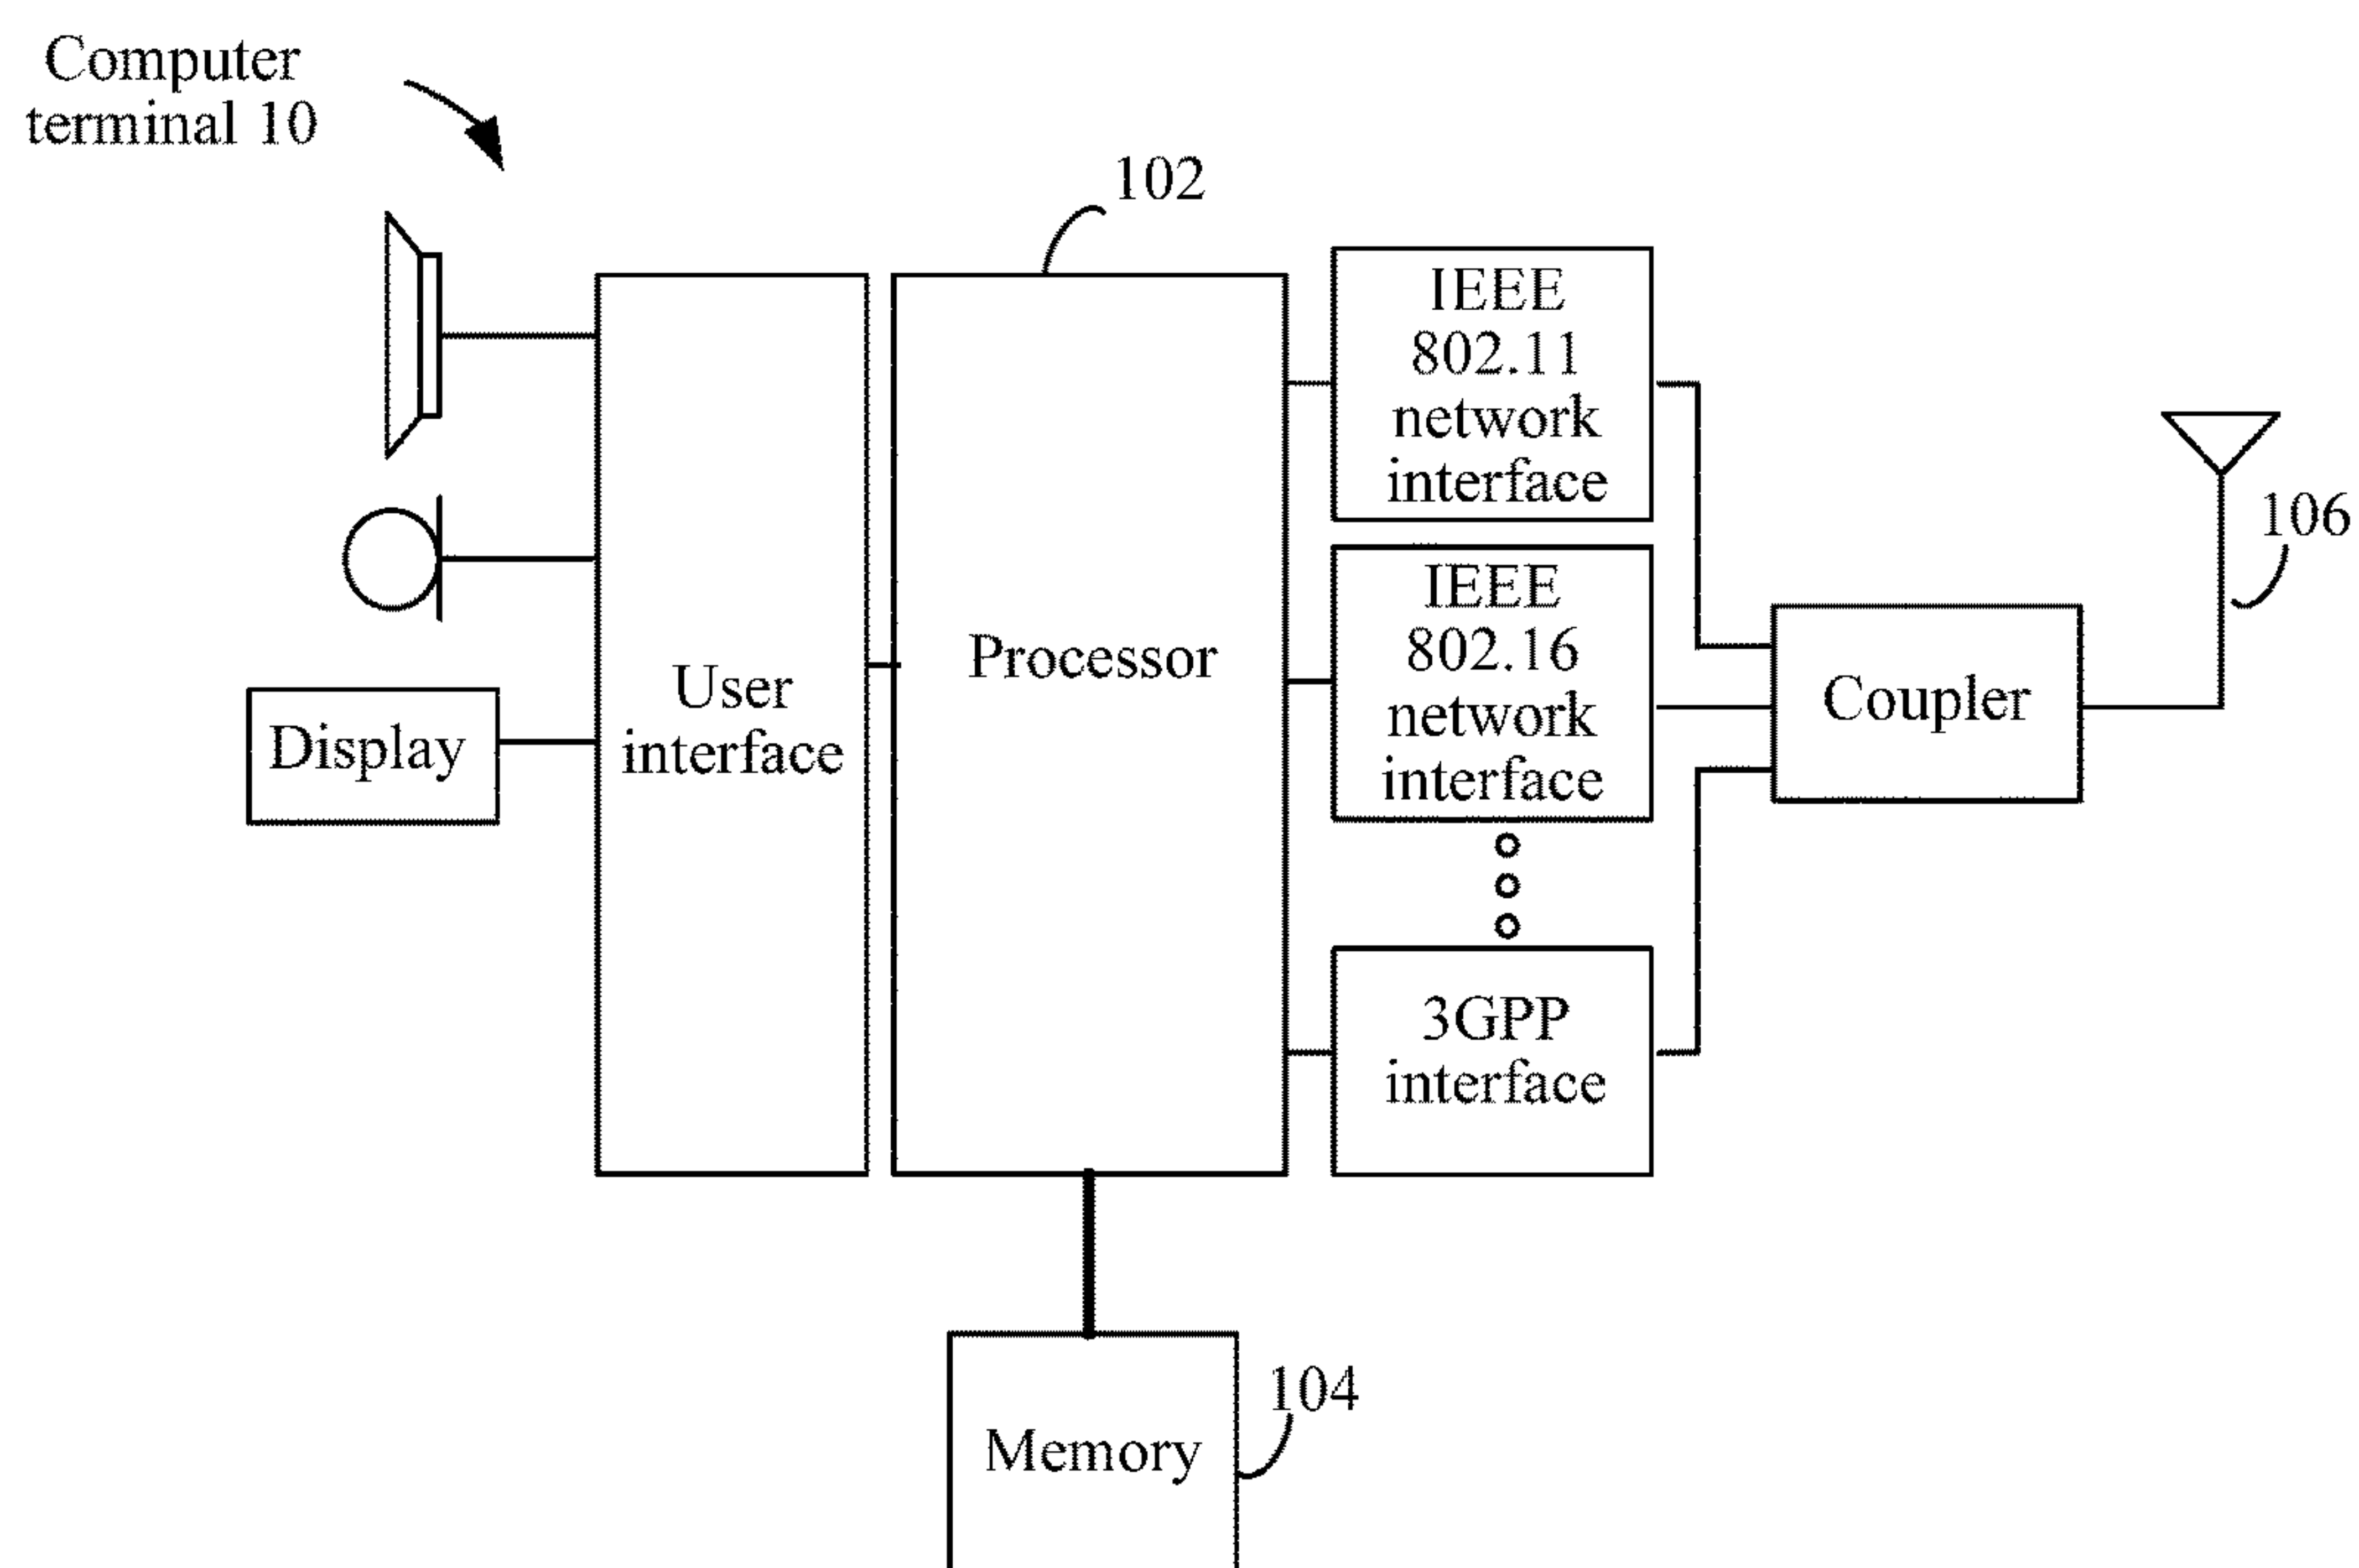 Computer
terminal 10
102
IEEE
802.11
network
interface
106
IEEE
802.16
network
interface
Processor
User
interface
Coupler
Display
3GPP
interface
104
Memory